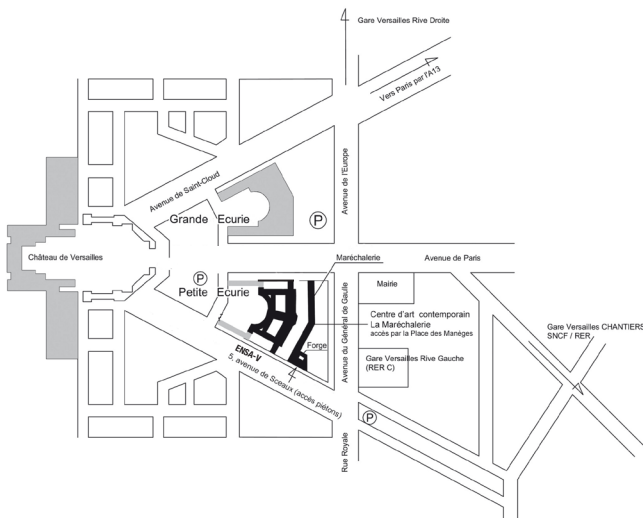 Gare Versailles Rive Droite
Vers Paris par l'A13
Avenue de Saint-Cloud
Avenue de l'Europe
Grande Ecurie
P
Château de Versailles
Maréchalerie
Avenue de Paris
P
Petite Ecurie
Mairie
Centre d'art contemporain
La Maréchalerie
accès par la Place des Manèges
Avenue du Général de Gaulle
Gare Versailles CHANTIERS
SNCF / RER
Forge
ENSA-V
5, avenue de Sceaux (accès piétons)
Gare Versailles Rive Gauche
(RER C)
P
Rue Royale